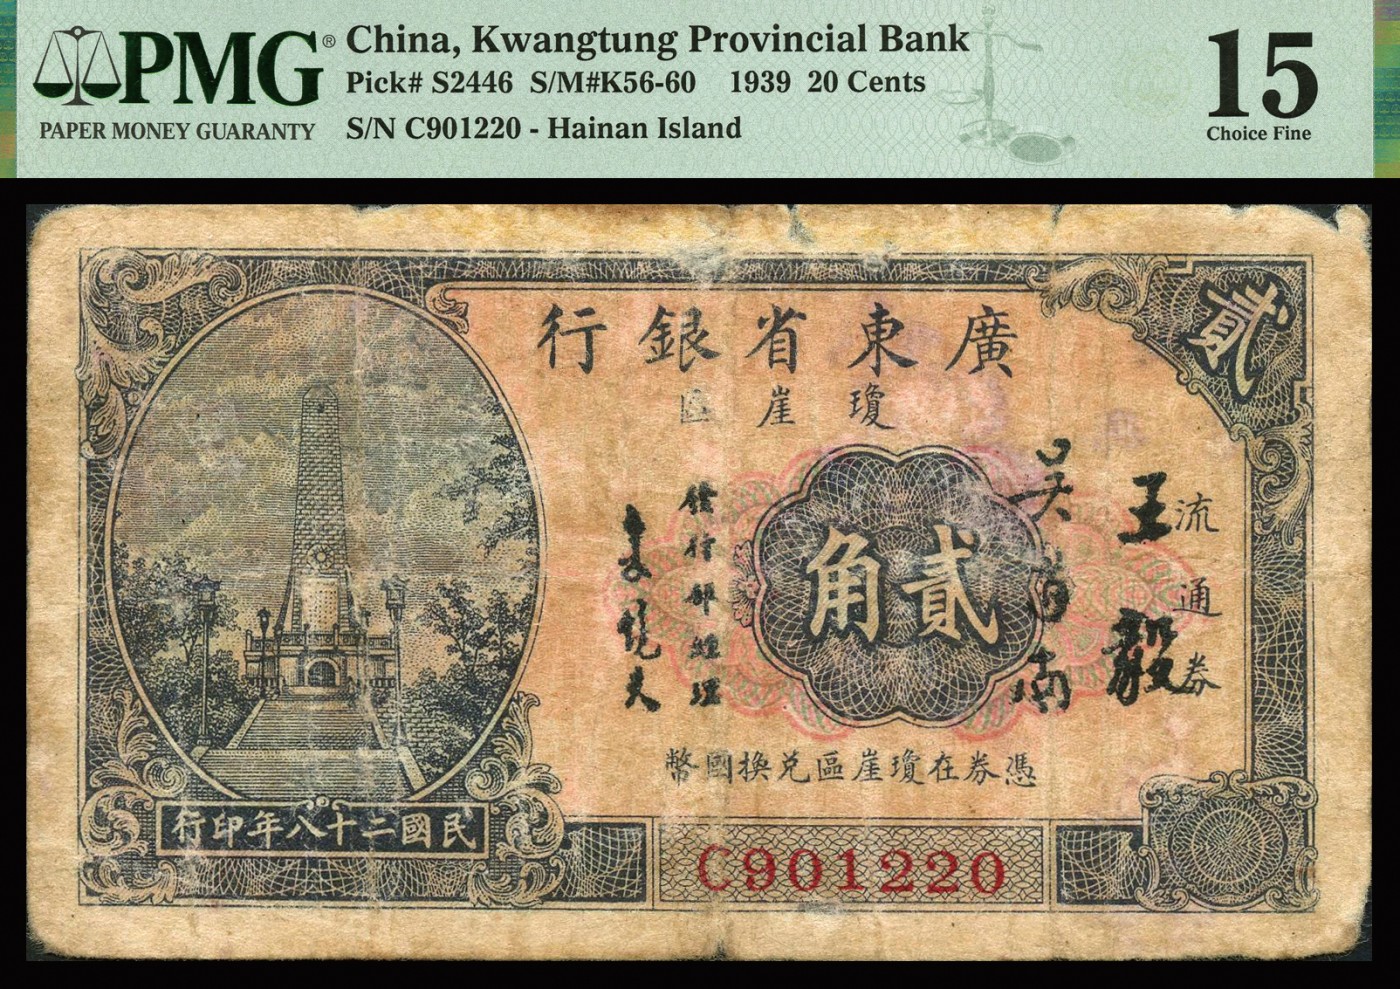 PMG®
PAPER MONEY GUARANTY
China, Kwangtung Provincial Bank
Pick# S2446 S/M#K56-60 1939 20 Cents
S/N C901220 - Hainan Island
15
Choice Fine
貳
廣東省銀行
瓊崖區
流通券
王毅
貳角
發行部經理
憑券在瓊崖區兑換國幣
民國二十八年印行
C901220